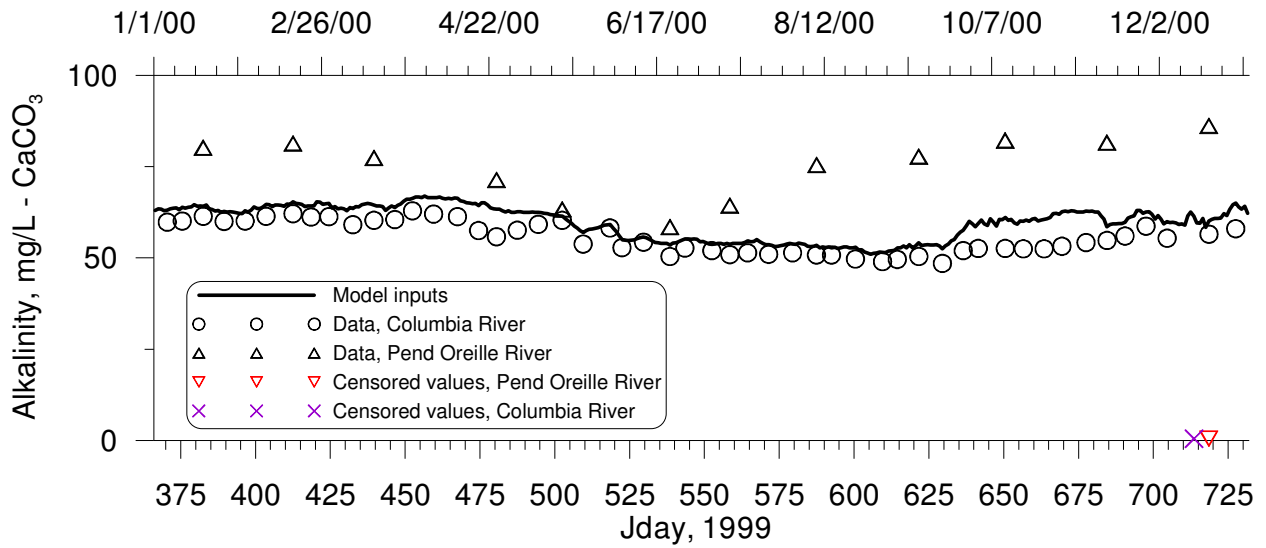 1/1/00 2/26/00 4/22/00 6/17/00 8/12/00 10/7/00 12/2/00
100
50
0
Alkalinity, mg/L - CaCO₃
Model inputs
Data, Columbia River
Data, Pend Oreille River
Censored values, Pend Oreille River
Censored values, Columbia River
375 400 425 450 475 500 525 550 575 600 625 650 675 700 725
Jday, 1999